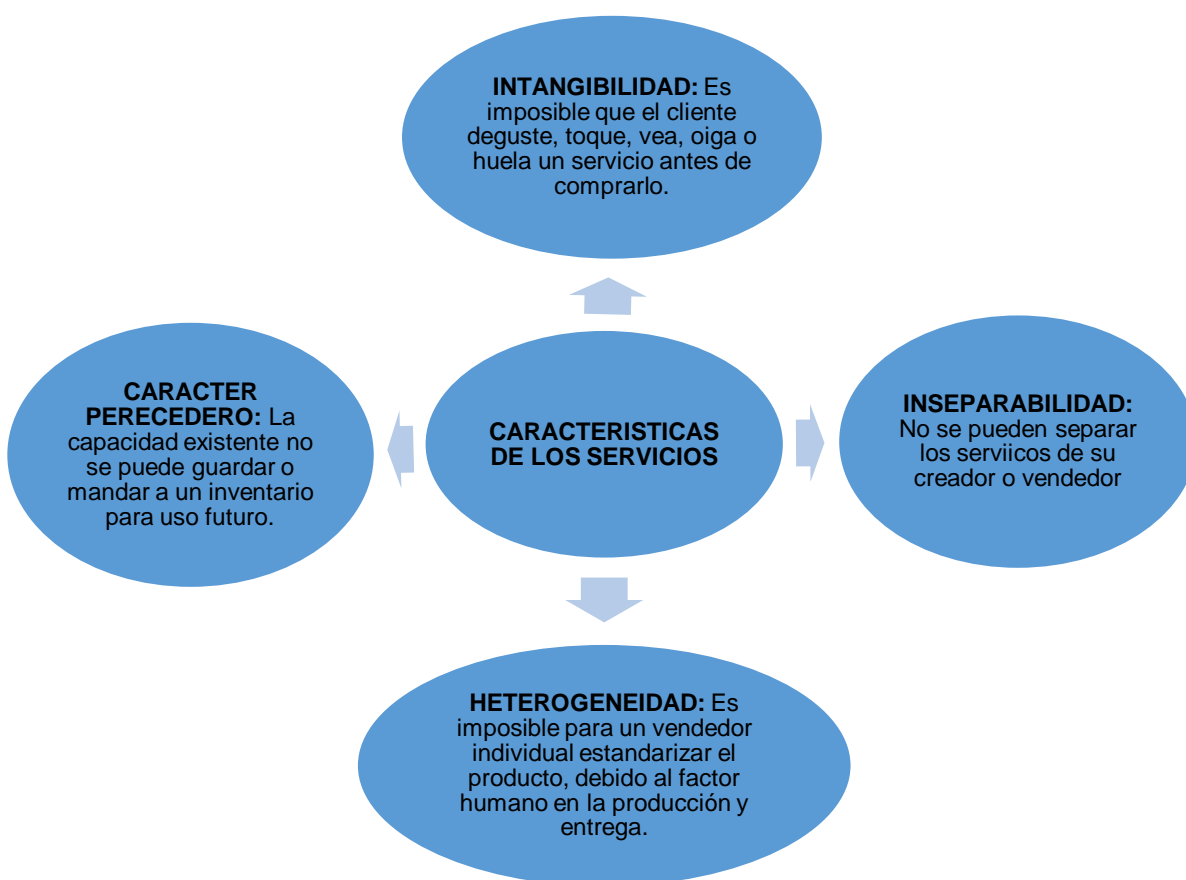 INTANGIBILIDAD: Es
imposible que el cliente
deguste, toque, vea, oiga o
huela un servicio antes de
comprarlo.
CARACTER
PERECEDERO: La
capacidad existente no
se puede guardar o
mandar a un inventario
para uso futuro.
CARACTERISTICAS
DE LOS SERVICIOS
INSEPARABILIDAD:
No se pueden separar
los serviicos de su
creador o vendedor
HETEROGENEIDAD: Es
imposible para un vendedor
individual estandarizar el
producto, debido al factor
humano en la producción y
entrega.